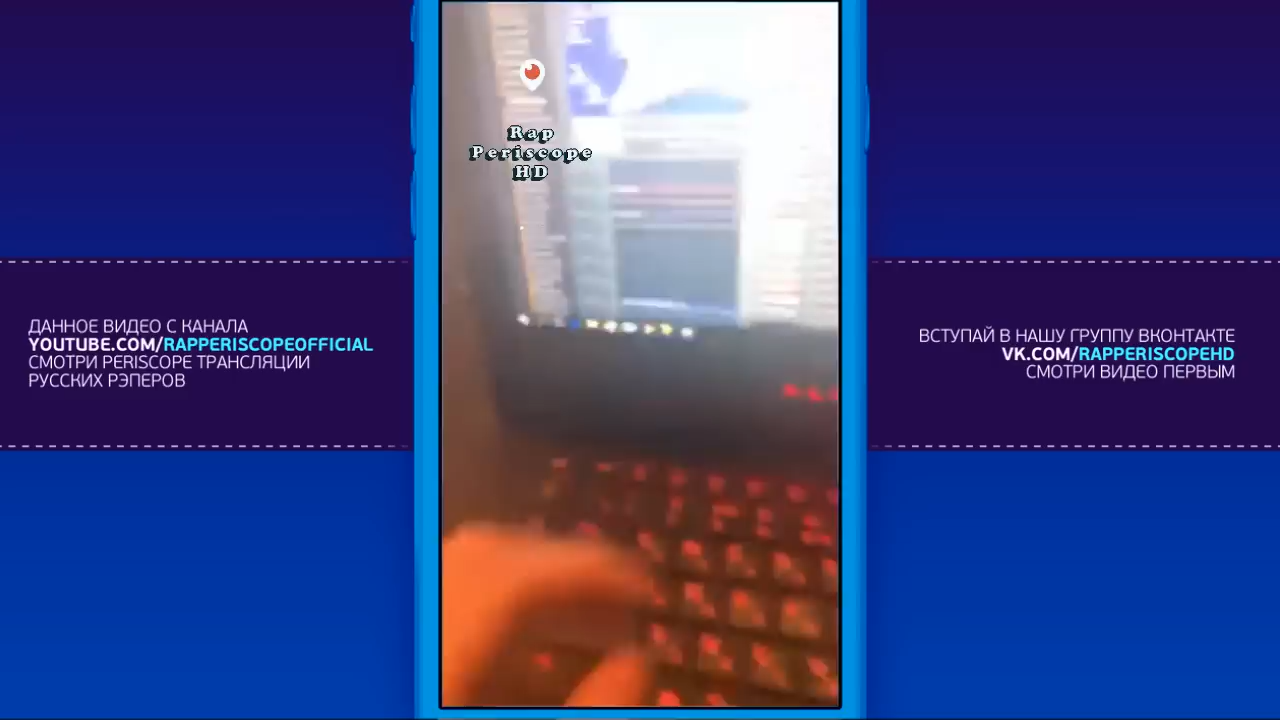 Rap
Periscope
HD
ДАННОЕ ВИДЕО С КАНАЛА
YOUTUBE.COM/RAPPERISCOPEOFFICIAL
СМОТРИ PERISCOPE ТРАНСЛЯЦИИ
РУССКИХ РЭПЕРОВ
ВСТУПАЙ В НАШУ ГРУППУ ВКОНТАКТЕ
VK.COM/RAPPERISCOPEHD
СМОТРИ ВИДЕО ПЕРВЫМ